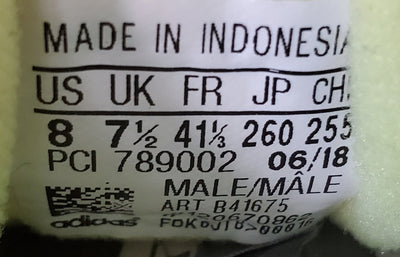 MADE IN INDONESIA
US UK FR JP CH
8 7½ 41⅓ 260 255
PCI 789002 06/18
MALE/MÂLE
ART B41675
adidas